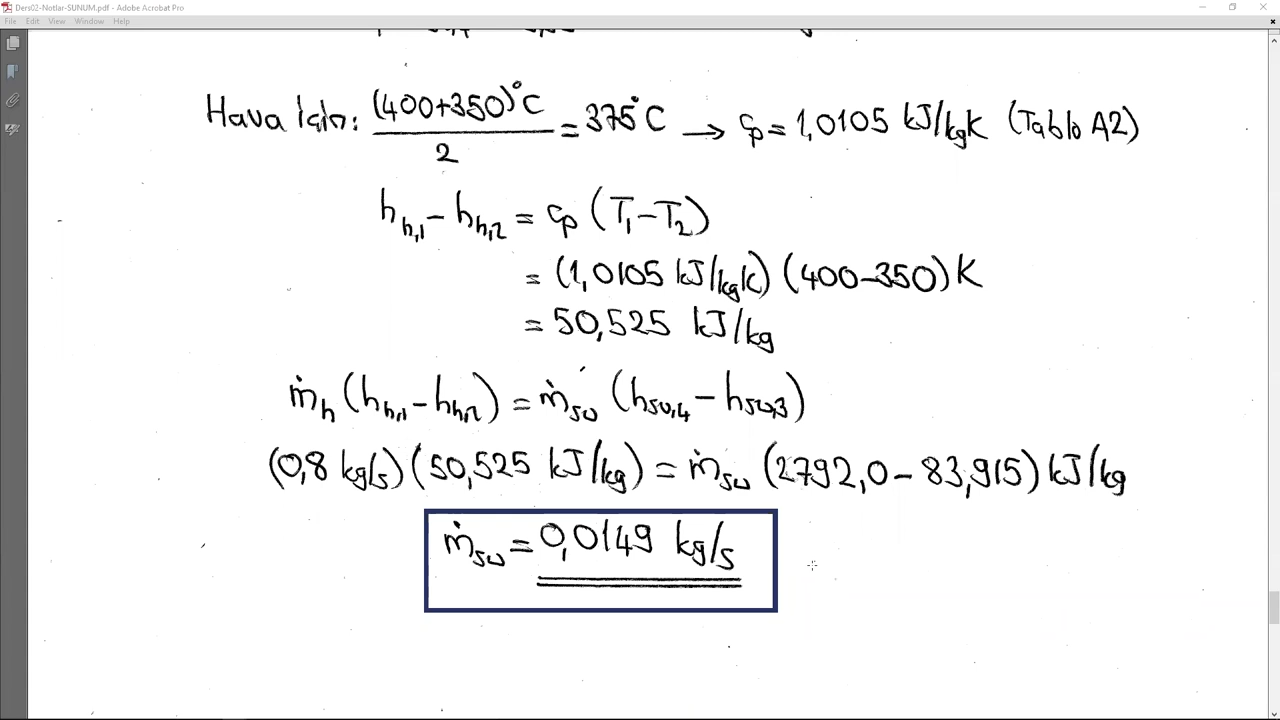 Ders02-Notlar-SUNUM.pdf - Adobe Acrobat Pro
File Edit View Window Help
Hava için: (400+350)°C / 2 = 375°C → cp = 1,0105 kJ/kgK (Tablo A2)
hh,1 - hh,2 = cp (T1 - T2)
= (1,0105 kJ/kgK) (400-350) K
= 50,525 kJ/kg
ṁh (hh,1 - hh,2) = ṁsu (hsu,4 - hsu,3)
(0,8 kg/s) (50,525 kJ/kg) = ṁsu (2792,0 - 83,915) kJ/kg
ṁsu = 0,0149 kg/s